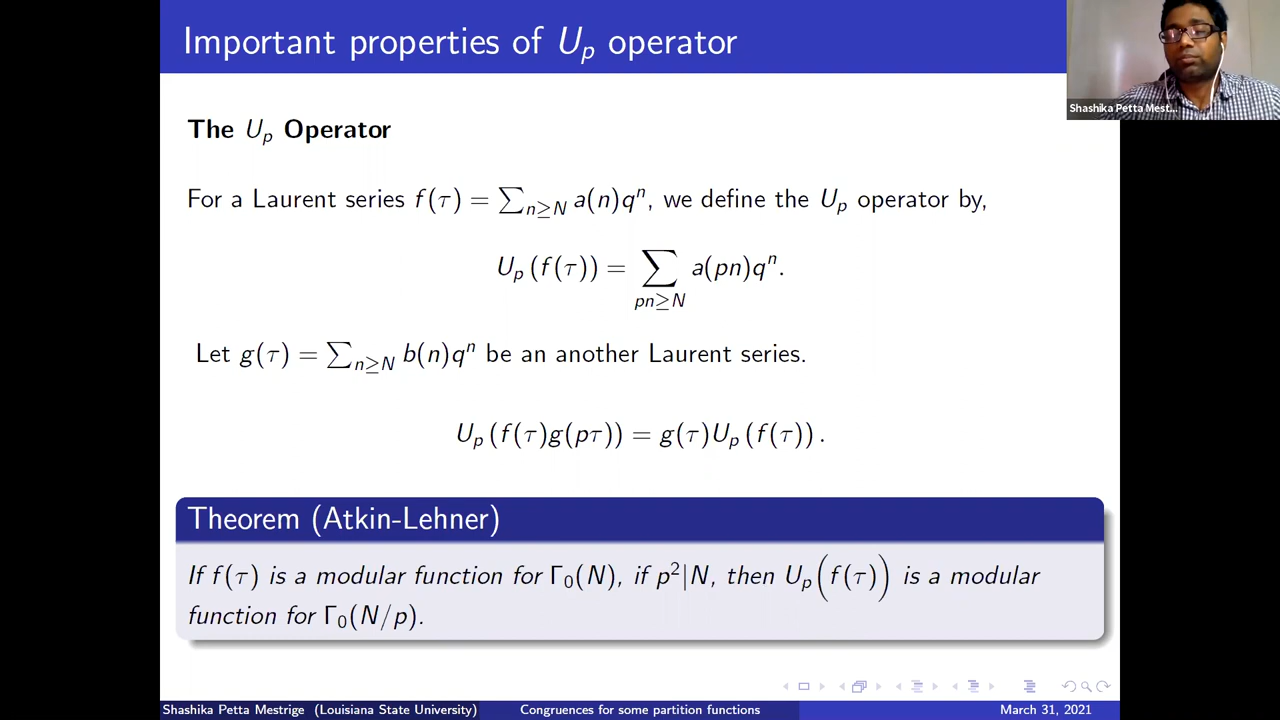 Important properties of U_p operator
Shashika Petta Mest...
The U_p Operator
For a Laurent series f(τ) = ∑_{n≥N} a(n)q^n, we define the U_p operator by,
U_p (f(τ)) = ∑_{pn≥N} a(pn)q^n.
Let g(τ) = ∑_{n≥N} b(n)q^n be an another Laurent series.
U_p (f(τ)g(pτ)) = g(τ)U_p (f(τ)).
Theorem (Atkin-Lehner)
If f(τ) is a modular function for Γ_0(N), if p^2|N, then U_p(f(τ)) is a modular
function for Γ_0(N/p).
Shashika Petta Mestrige (Louisiana State University) Congruences for some partition functions March 31, 2021